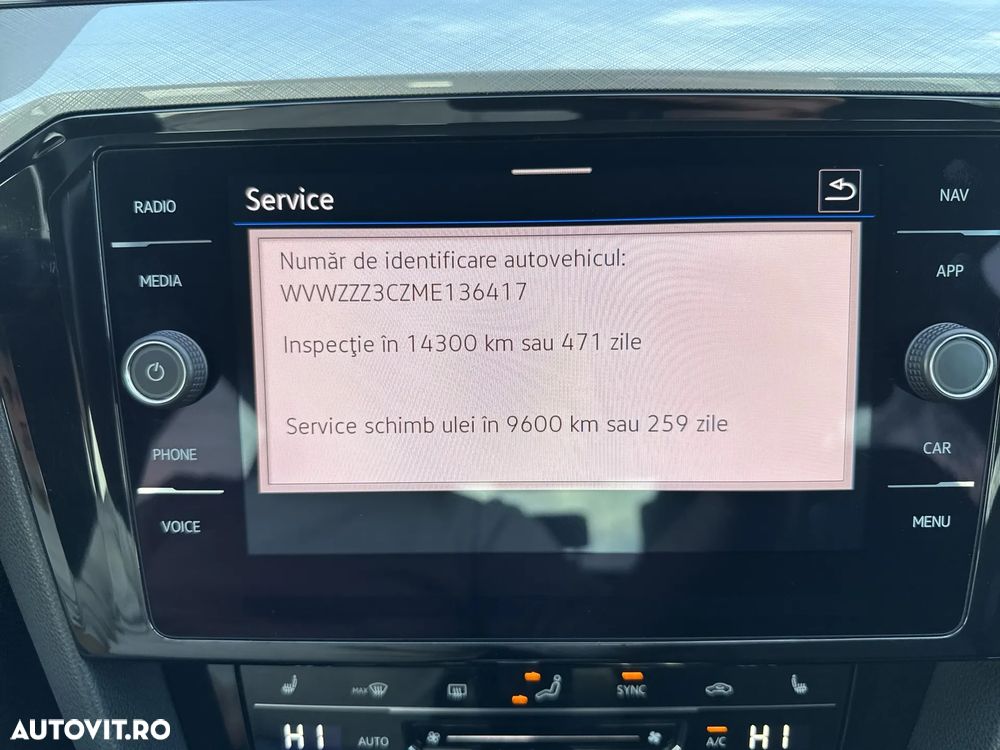 Service
RADIO
NAV
Număr de identificare autovehicul:
WVWZZZ3CZME136417
MEDIA
APP
Inspecţie în 14300 km sau 471 zile
Service schimb ulei în 9600 km sau 259 zile
PHONE
CAR
VOICE
MENU
MAX
SYNC
HI
AUTO
A/C
HI
AUTOVIT.RO